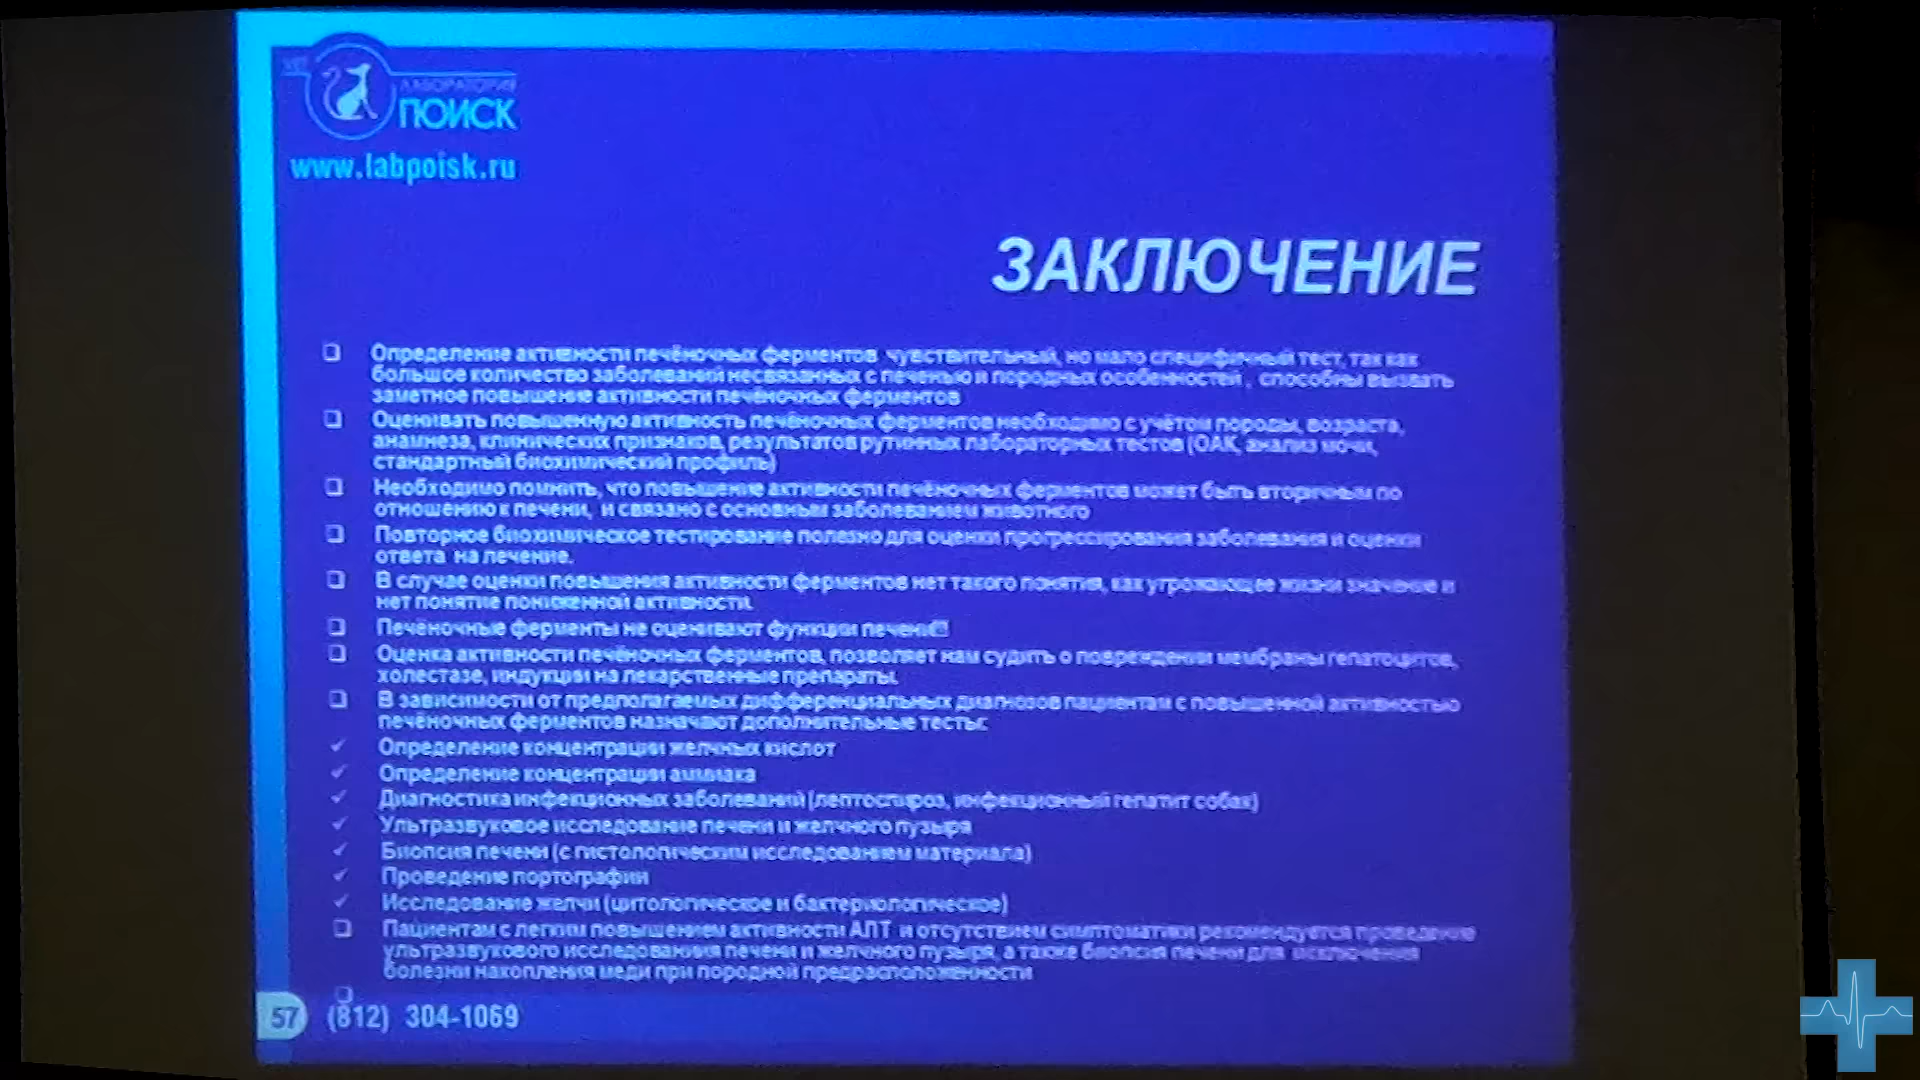 VET
ЛАБОРАТОРИЯ
ПОИСК
www.labpoisk.ru
ЗАКЛЮЧЕНИЕ
Определение активности печёночных ферментов чувствительный, но мало специфичный тест, так как
большое количество заболеваний несвязанных с печенью и породных особенностей , способны вызвать
заметное повышение активности печёночных ферментов
Оценивать повышенную активность печёночных ферментов необходимо с учётом породы, возраста,
анамнеза, клинических признаков, результатов рутинных лабораторных тестов (ОАК, анализ мочи,
стандартный биохимический профиль)
Необходимо помнить, что повышение активности печёночных ферментов может быть вторичным по
отношению к печени, и связано с основным заболеванием животного
Повторное биохимическое тестирование полезно для оценки прогрессирования заболевания и оценки
ответа на лечение.
В случае оценки повышения активности ферментов нет такого понятия, как угрожающее жизни значение и
нет понятие пониженной активности.
Печёночные ферменты не оценивают функции печени
Оценка активности печёночных ферментов, позволяет нам судить о повреждении мембраны гепатоцитов,
холестазе, индукции на лекарственные препараты.
В зависимости от предполагаемых дифференциальных диагнозов пациентам с повышенной активностью
печёночных ферментов назначают дополнительные тесты:
Определение концентрации желчных кислот
Определение концентрации аммиака
Диагностика инфекционных заболеваний (лептоспироз, инфекционный гепатит собак)
Ультразвуковое исследование печени и желчного пузыря
Биопсия печени (с гистологическим исследованием материала)
Проведение портографии
Исследование желчи (цитологическое и бактериологическое)
Пациентам с легким повышением активности АЛТ и отсутствием симптоматики рекомендуется проведение
ультразвукового исследования печени и желчного пузыря, а также биопсия печени для исключения
болезни накопления меди при породной предрасположенности
57 (812) 304-1069